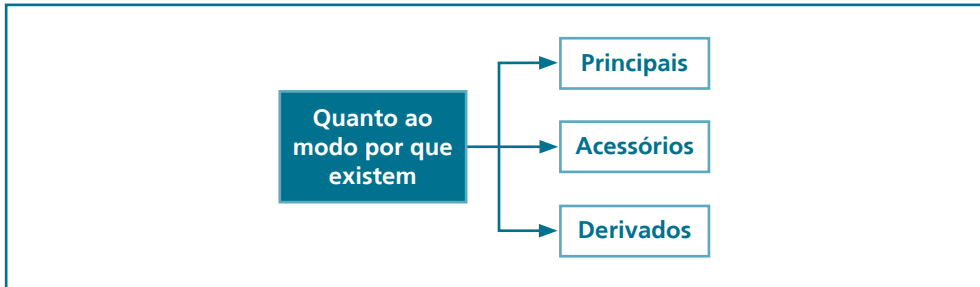 Quanto ao
modo por que
existem
Principais
Acessórios
Derivados